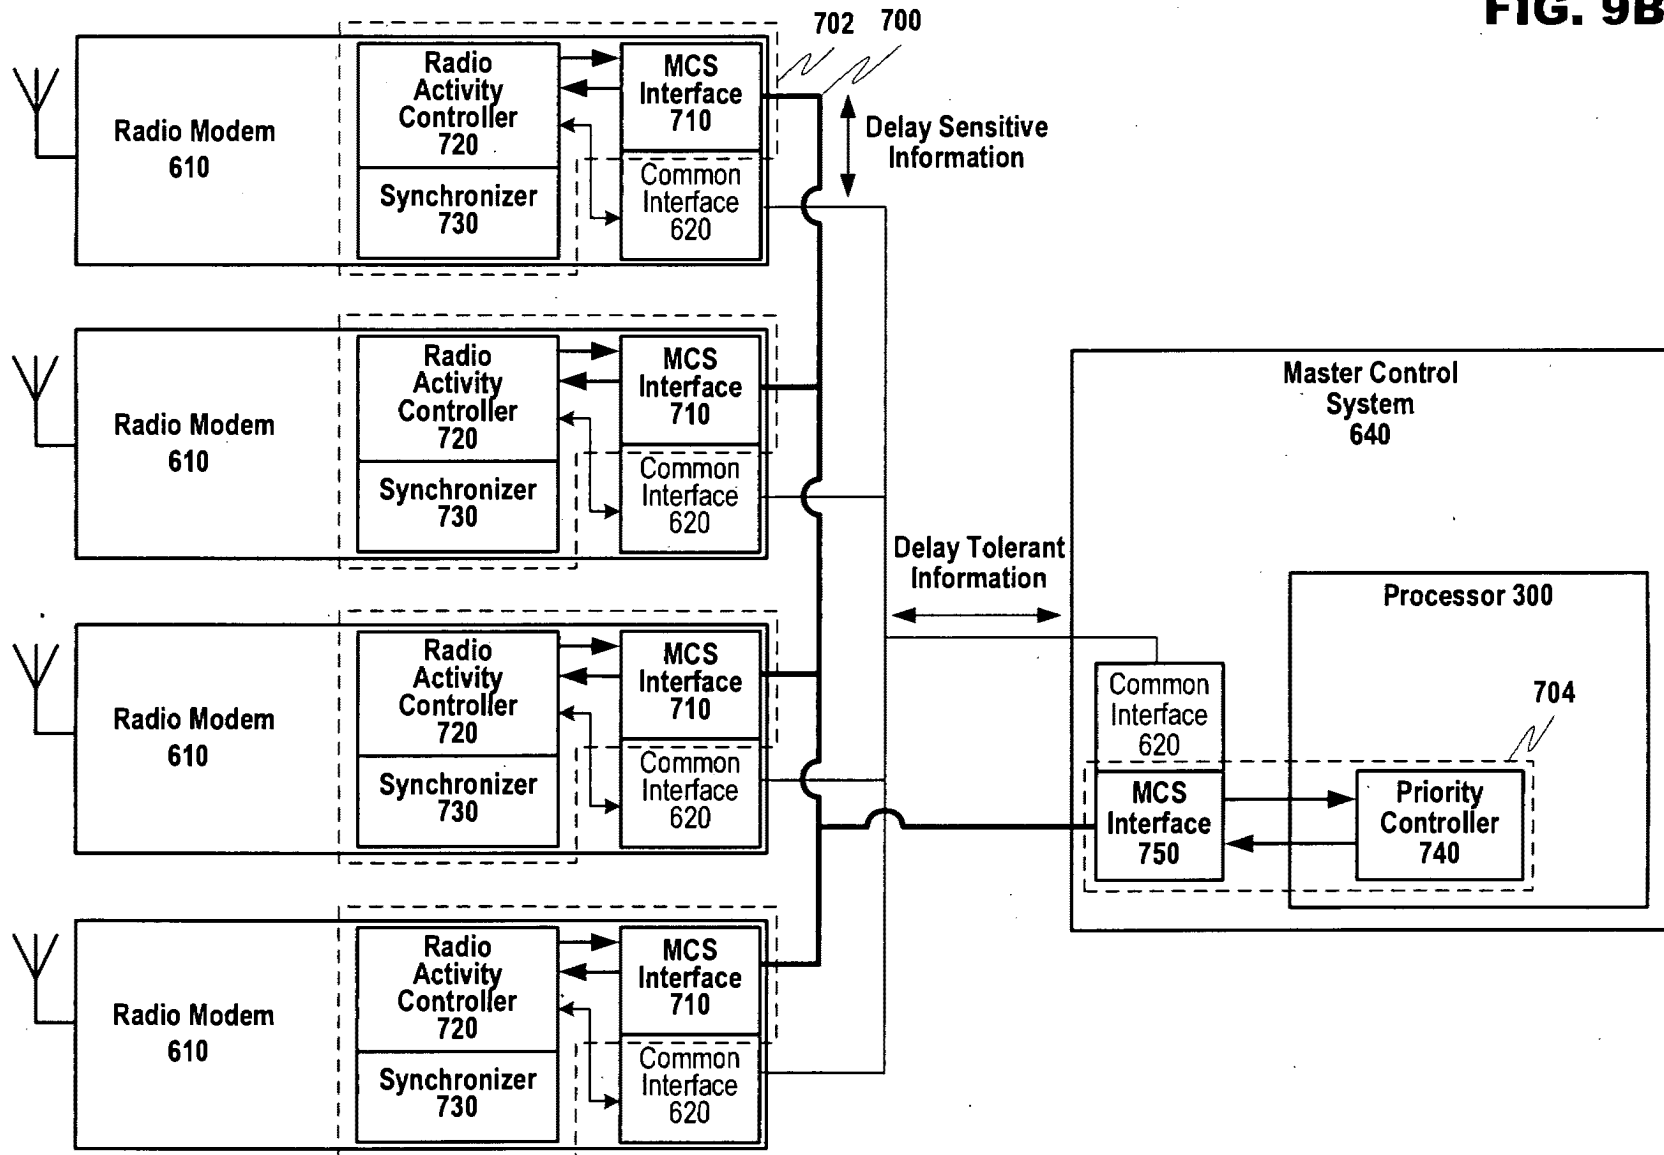 FIG. 9B
702 700
Radio
Activity
Controller
720
MCS
Interface
710
Radio Modem
610
Synchronizer
730
Common
Interface
620
Delay Sensitive
Information
Radio
Activity
Controller
720
MCS
Interface
710
Radio Modem
610
Synchronizer
730
Common
Interface
620
Master Control
System
640
Delay Tolerant
Information
Processor 300
Radio
Activity
Controller
720
MCS
Interface
710
Radio Modem
610
Synchronizer
730
Common
Interface
620
Common
Interface
620
704
MCS
Interface
750
Priority
Controller
740
Radio
Activity
Controller
720
MCS
Interface
710
Radio Modem
610
Synchronizer
730
Common
Interface
620